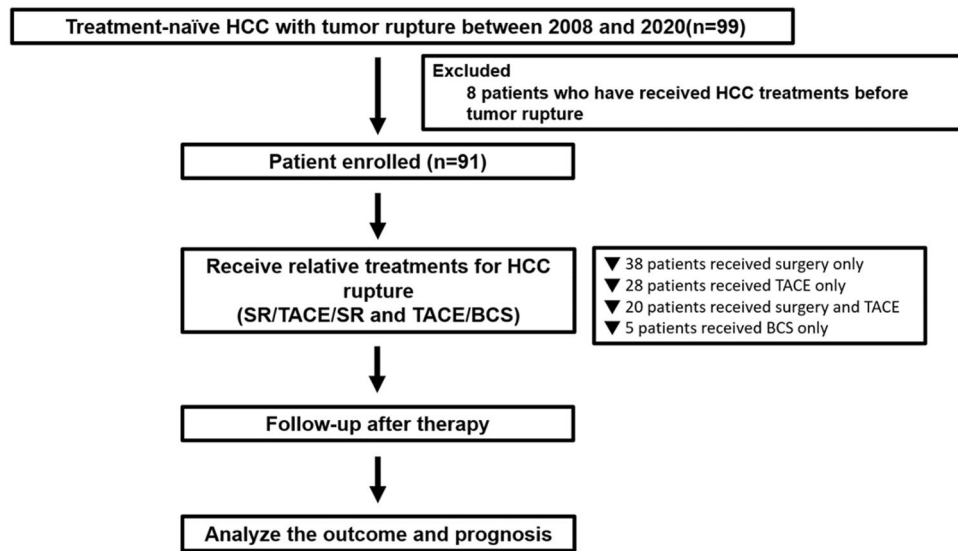 Treatment-naïve HCC with tumor rupture between 2008 and 2020(n=99)
Excluded
8 patients who have received HCC treatments before
tumor rupture
Patient enrolled (n=91)
Receive relative treatments for HCC
rupture
(SR/TACE/SR and TACE/BCS)
▼ 38 patients received surgery only
▼ 28 patients received TACE only
▼ 20 patients received surgery and TACE
▼ 5 patients received BCS only
Follow-up after therapy
Analyze the outcome and prognosis